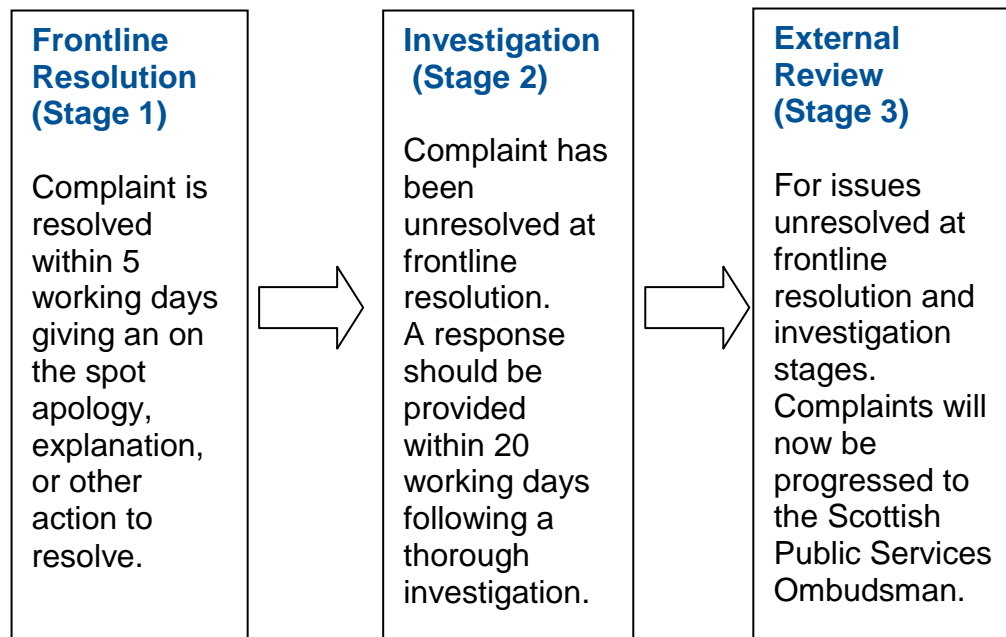 Frontline
Resolution
(Stage 1)
Complaint is
resolved
within 5
working days
giving an on
the spot
apology,
explanation,
or other
action to
resolve.
Investigation
(Stage 2)
Complaint has
been
unresolved at
frontline
resolution.
A response
should be
provided
within 20
working days
following a
thorough
investigation.
External
Review
(Stage 3)
For issues
unresolved at
frontline
resolution and
investigation
stages.
Complaints will
now be
progressed to
the Scottish
Public Services
Ombudsman.